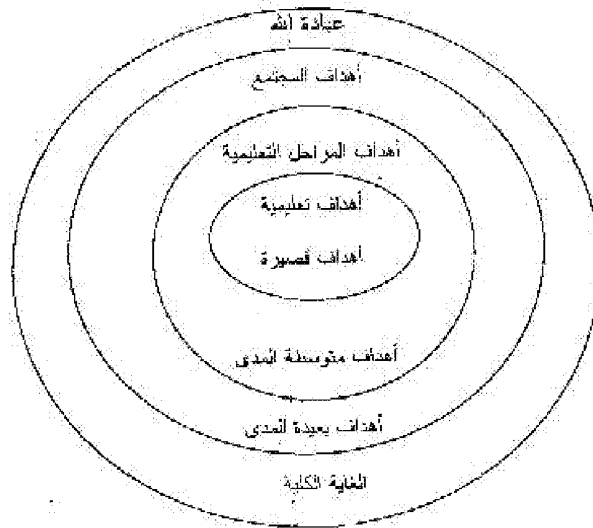 عبادة الله
أهداف المجتمع
أهداف المراحل التعليمية
أهداف تعليمية
أهداف قصيرة
أهداف متوسطة المدى
أهداف بعيدة المدى
الغاية الكلية